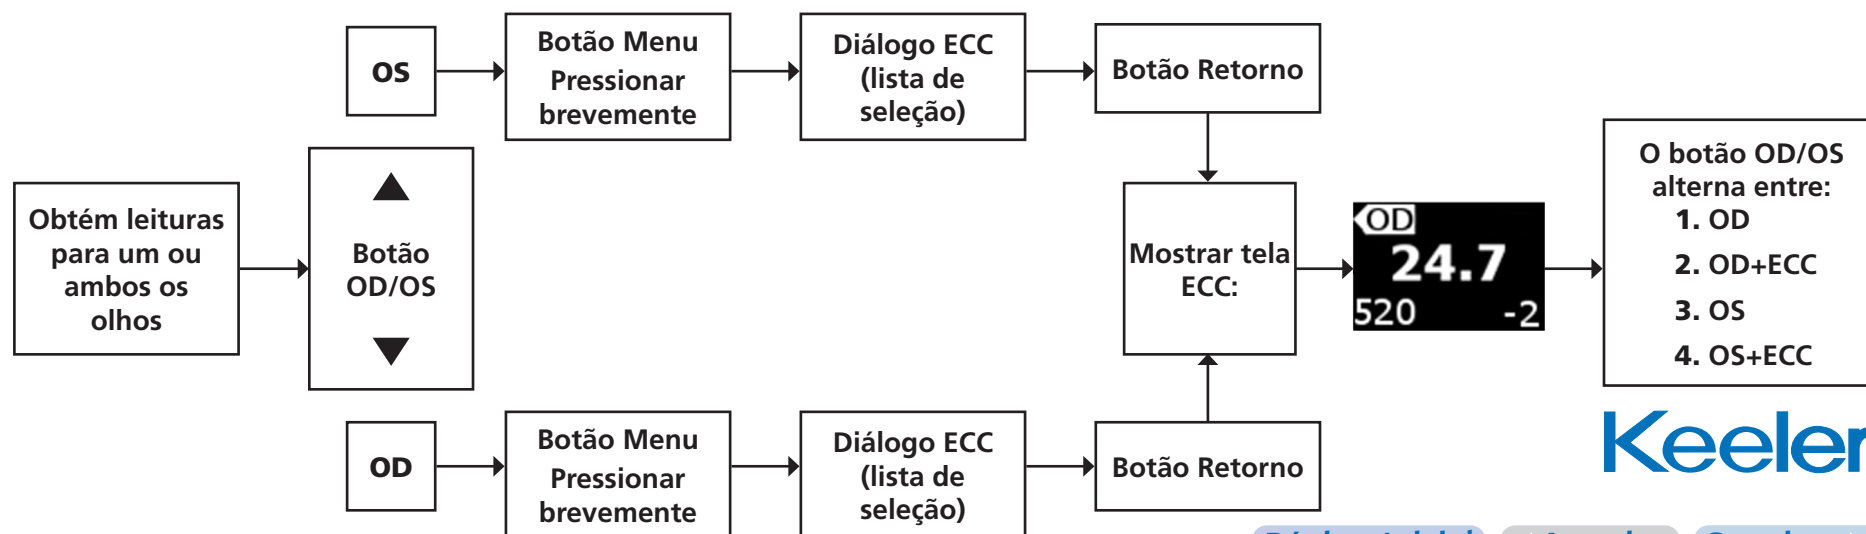 OS
Botão Menu
Pressionar
brevemente
Diálogo ECC
(lista de
seleção)
Botão Retorno
Obtém leituras
para um ou
ambos os
olhos
Botão
OD/OS
Mostrar tela
ECC:
OD
24.7
520 -2
O botão OD/OS
alterna entre:
1. OD
2. OD+ECC
3. OS
4. OS+ECC
OD
Botão Menu
Pressionar
brevemente
Diálogo ECC
(lista de
seleção)
Botão Retorno
Keeler